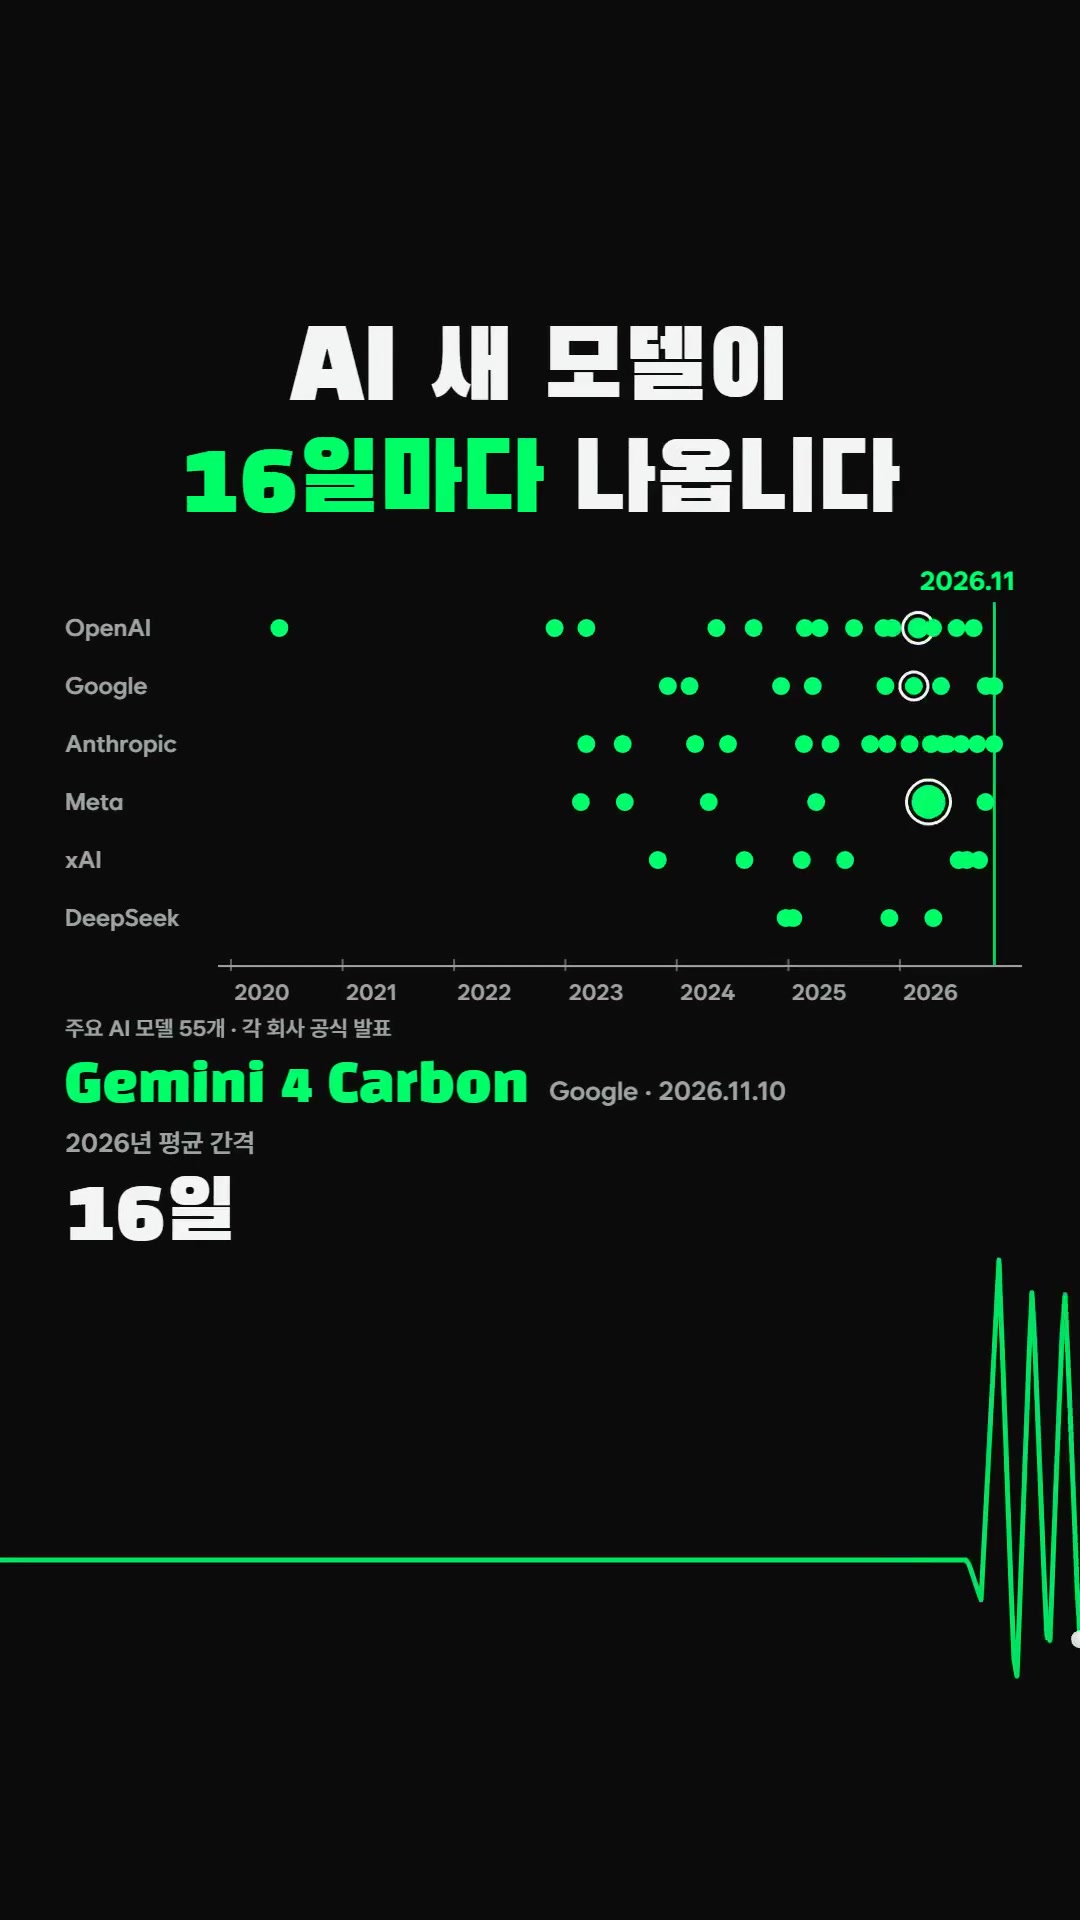 AI 새 모델이
16일마다 나옵니다
2026.11
OpenAI
Google
Anthropic
Meta
xAI
DeepSeek
2020 2021 2022 2023 2024 2025 2026
주요 AI 모델 55개 · 각 회사 공식 발표
Gemini 4 Carbon Google · 2026.11.10
2026년 평균 간격
16일